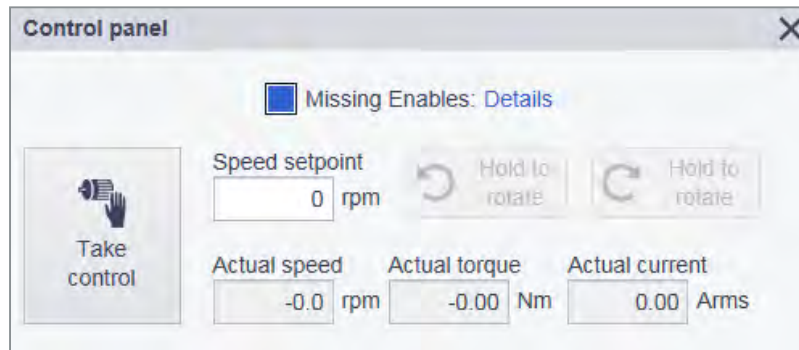 Control panel
Missing Enables: Details
Take
control
Speed setpoint
0 rpm
Hold to
rotate
Hold to
rotate
Actual speed
-0.0 rpm
Actual torque
-0.00 Nm
Actual current
0.00 Arms